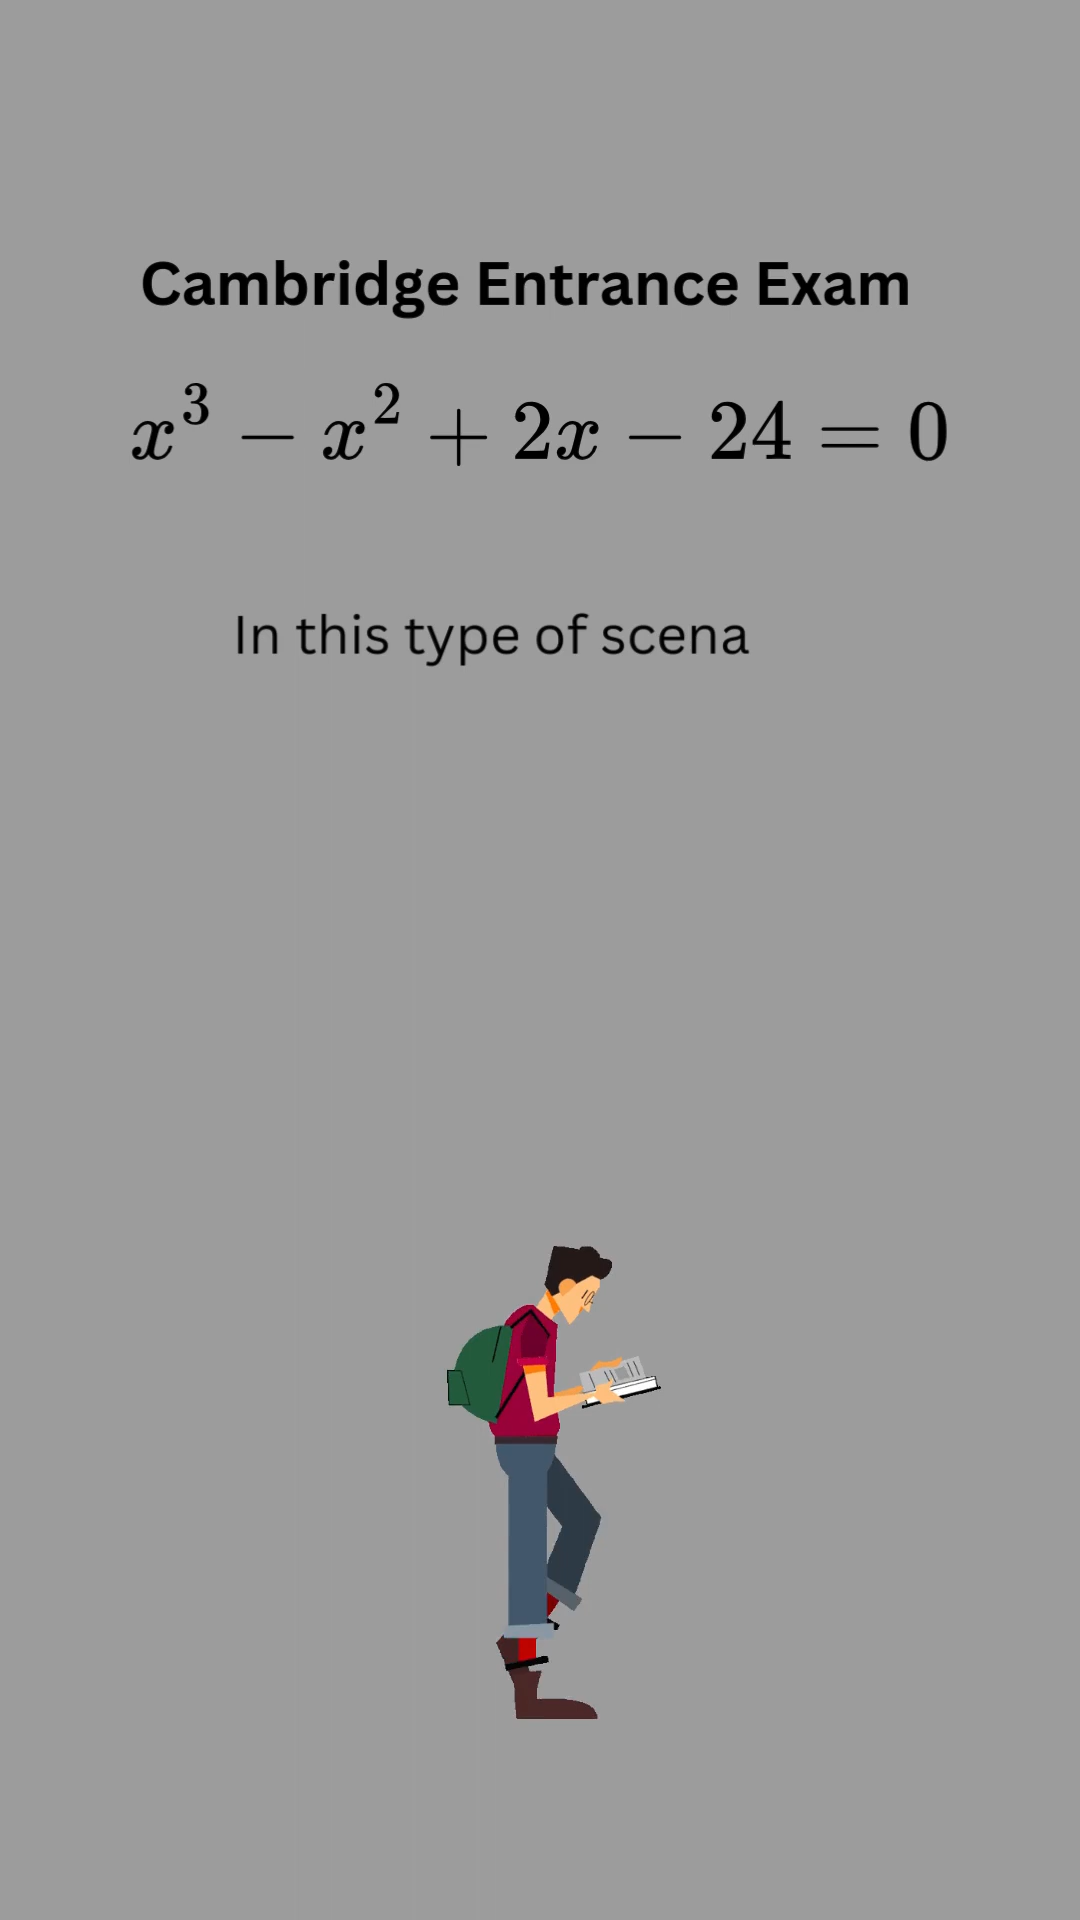 Cambridge Entrance Exam
x³ − x² + 2x − 24 = 0
In this type of scena